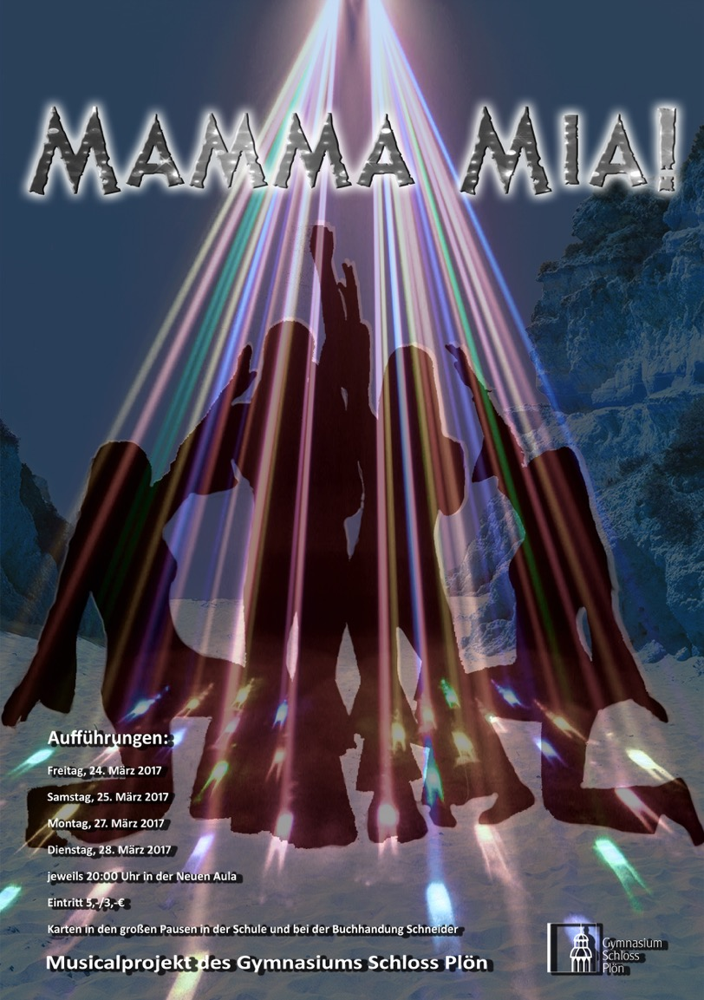 MAMMA MIA!
Aufführungen:
Freitag, 24. März 2017
Samstag, 25. März 2017
Montag, 27. März 2017
Dienstag, 28. März 2017
jeweils 20:00 Uhr in der Neuen Aula
Eintritt 5,-/3,-€
Karten in den großen Pausen in der Schule und bei der Buchhandung Schneider
Musicalprojekt des Gymnasiums Schloss Plön
Gymnasium
Schloss
Plön